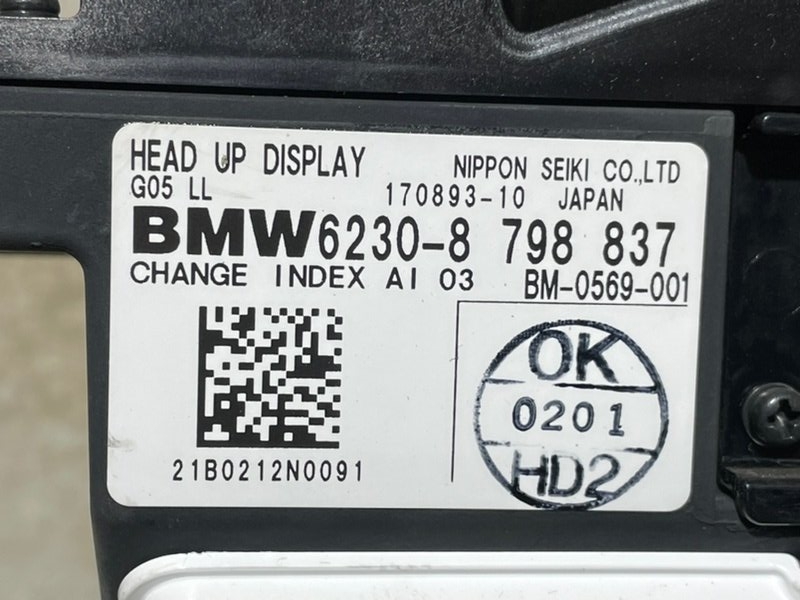 HEAD UP DISPLAY NIPPON SEIKI CO.,LTD
G05 LL 170893-10 JAPAN
BMW6230-8 798 837
CHANGE INDEX AI 03 BM-0569-001
21B0212N0091
OK
0201
HD2